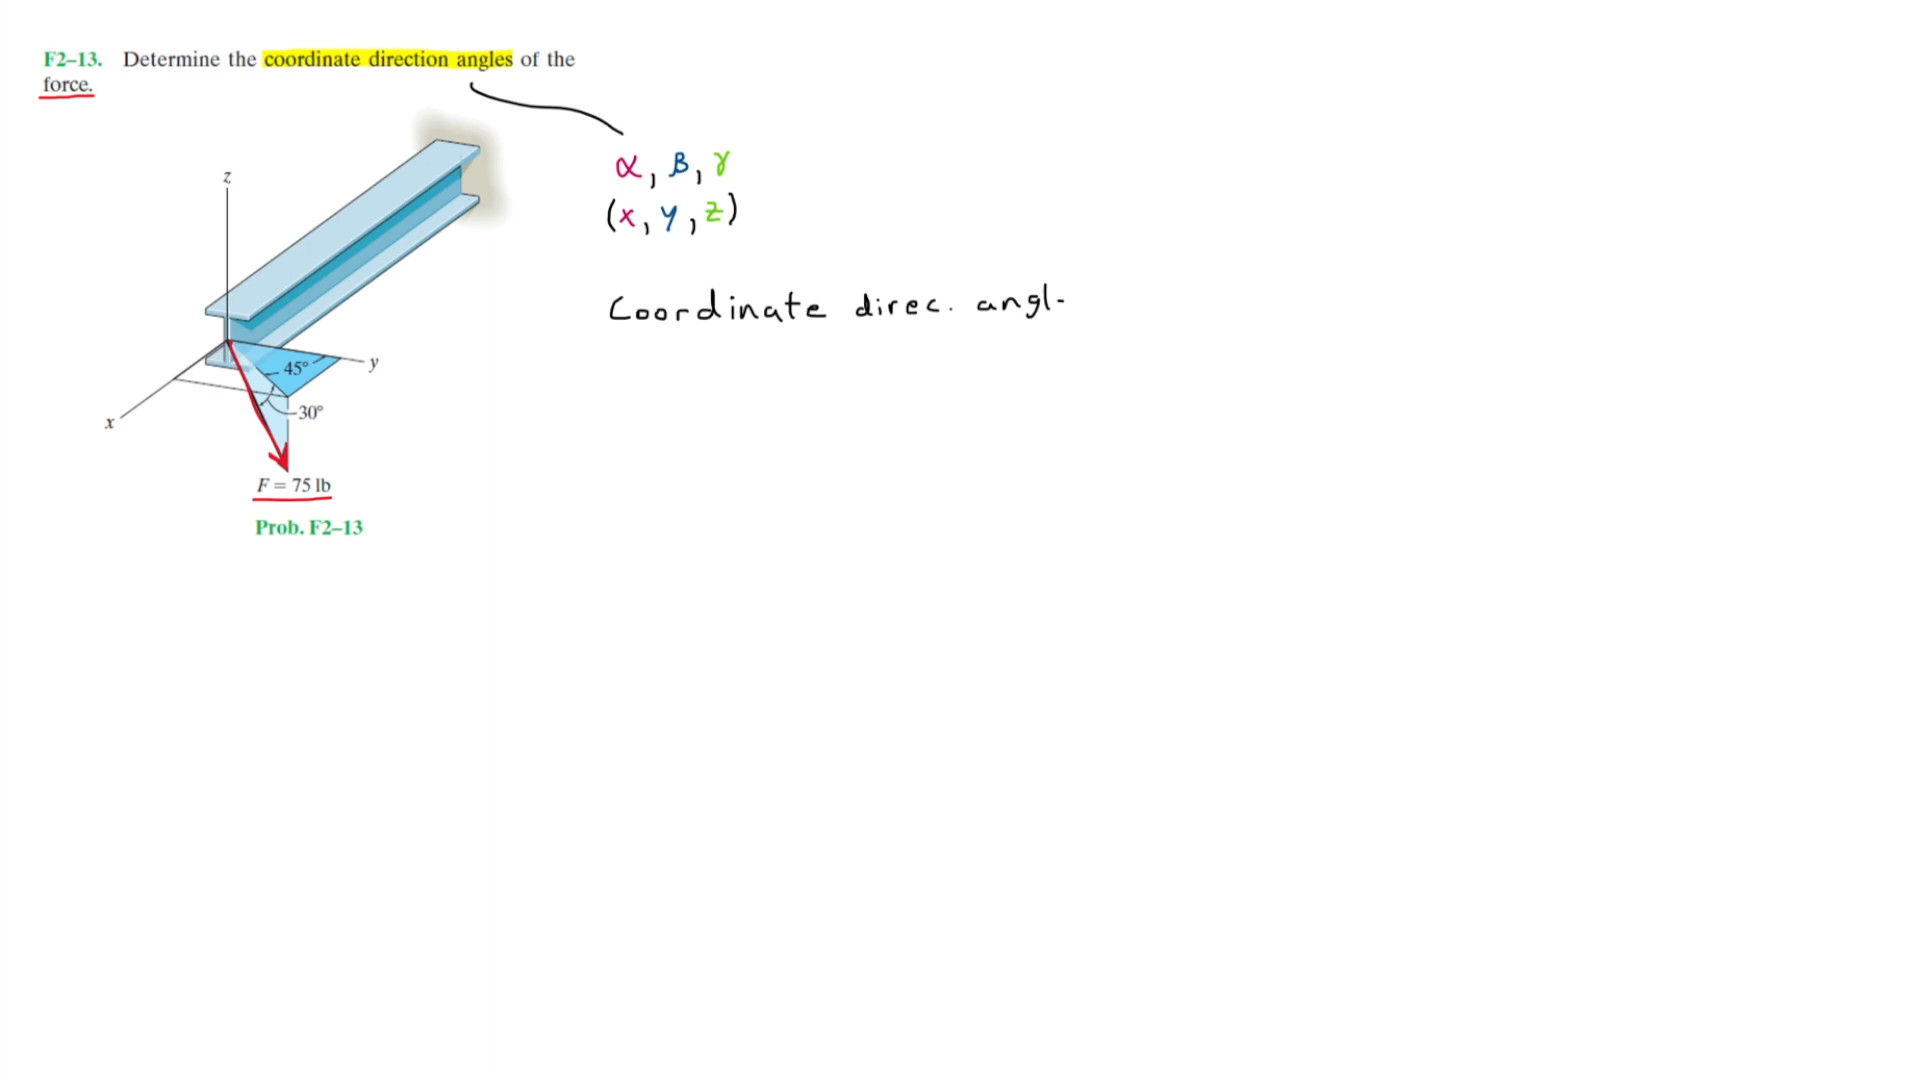 F2–13. Determine the coordinate direction angles of the
force.
α, β, γ
(x, y, z)
z
Coordinate direc. angl-
45°
y
30°
x
F = 75 lb
Prob. F2–13